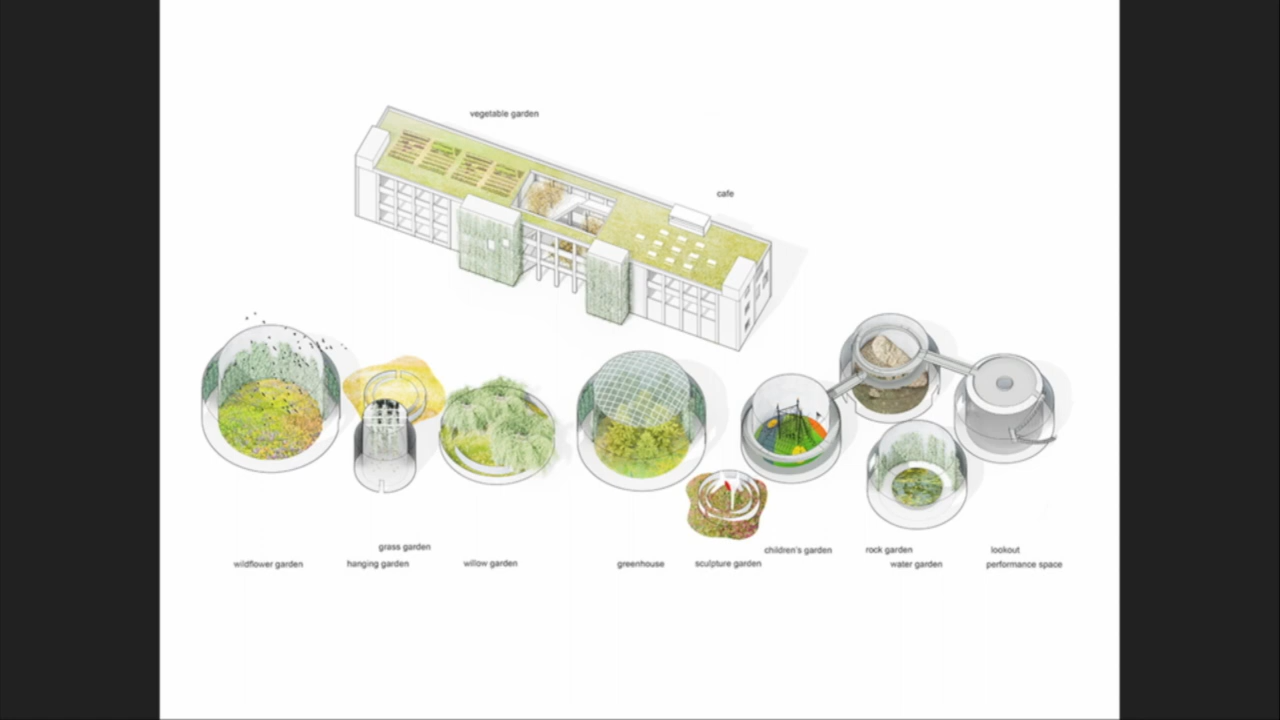 vegetable garden
cafe
grass garden
children's garden
rock garden
lookout
wildflower garden
hanging garden
willow garden
greenhouse
sculpture garden
water garden
performance space